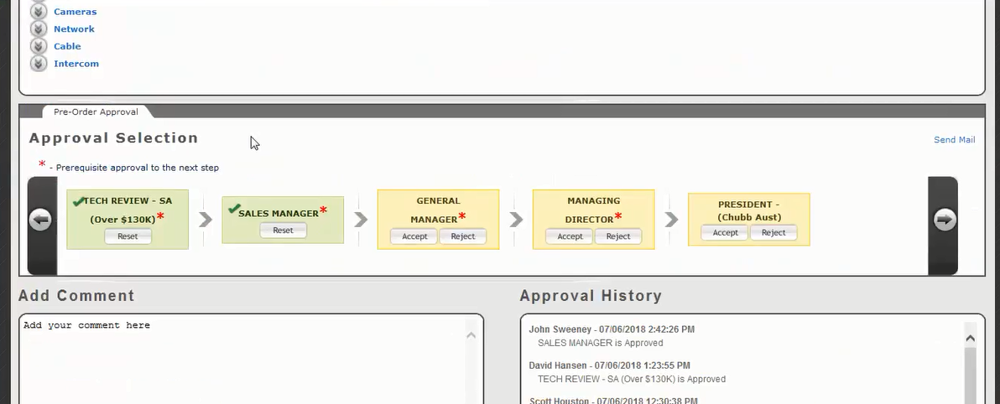 Cameras
Network
Cable
Intercom
Pre-Order Approval
Approval Selection
Send Mail
* - Prerequisite approval to the next step
TECH REVIEW - SA
(Over $130K)*
Reset
SALES MANAGER*
Reset
GENERAL
MANAGER*
Accept Reject
MANAGING
DIRECTOR*
Accept Reject
PRESIDENT -
(Chubb Aust)
Accept Reject
Add Comment
Add your comment here
Approval History
John Sweeney - 07/06/2018 2:42:26 PM
SALES MANAGER is Approved
David Hansen - 07/06/2018 1:23:55 PM
TECH REVIEW - SA (Over $130K) is Approved
Scott Houston - 07/06/2018 12:30:38 PM